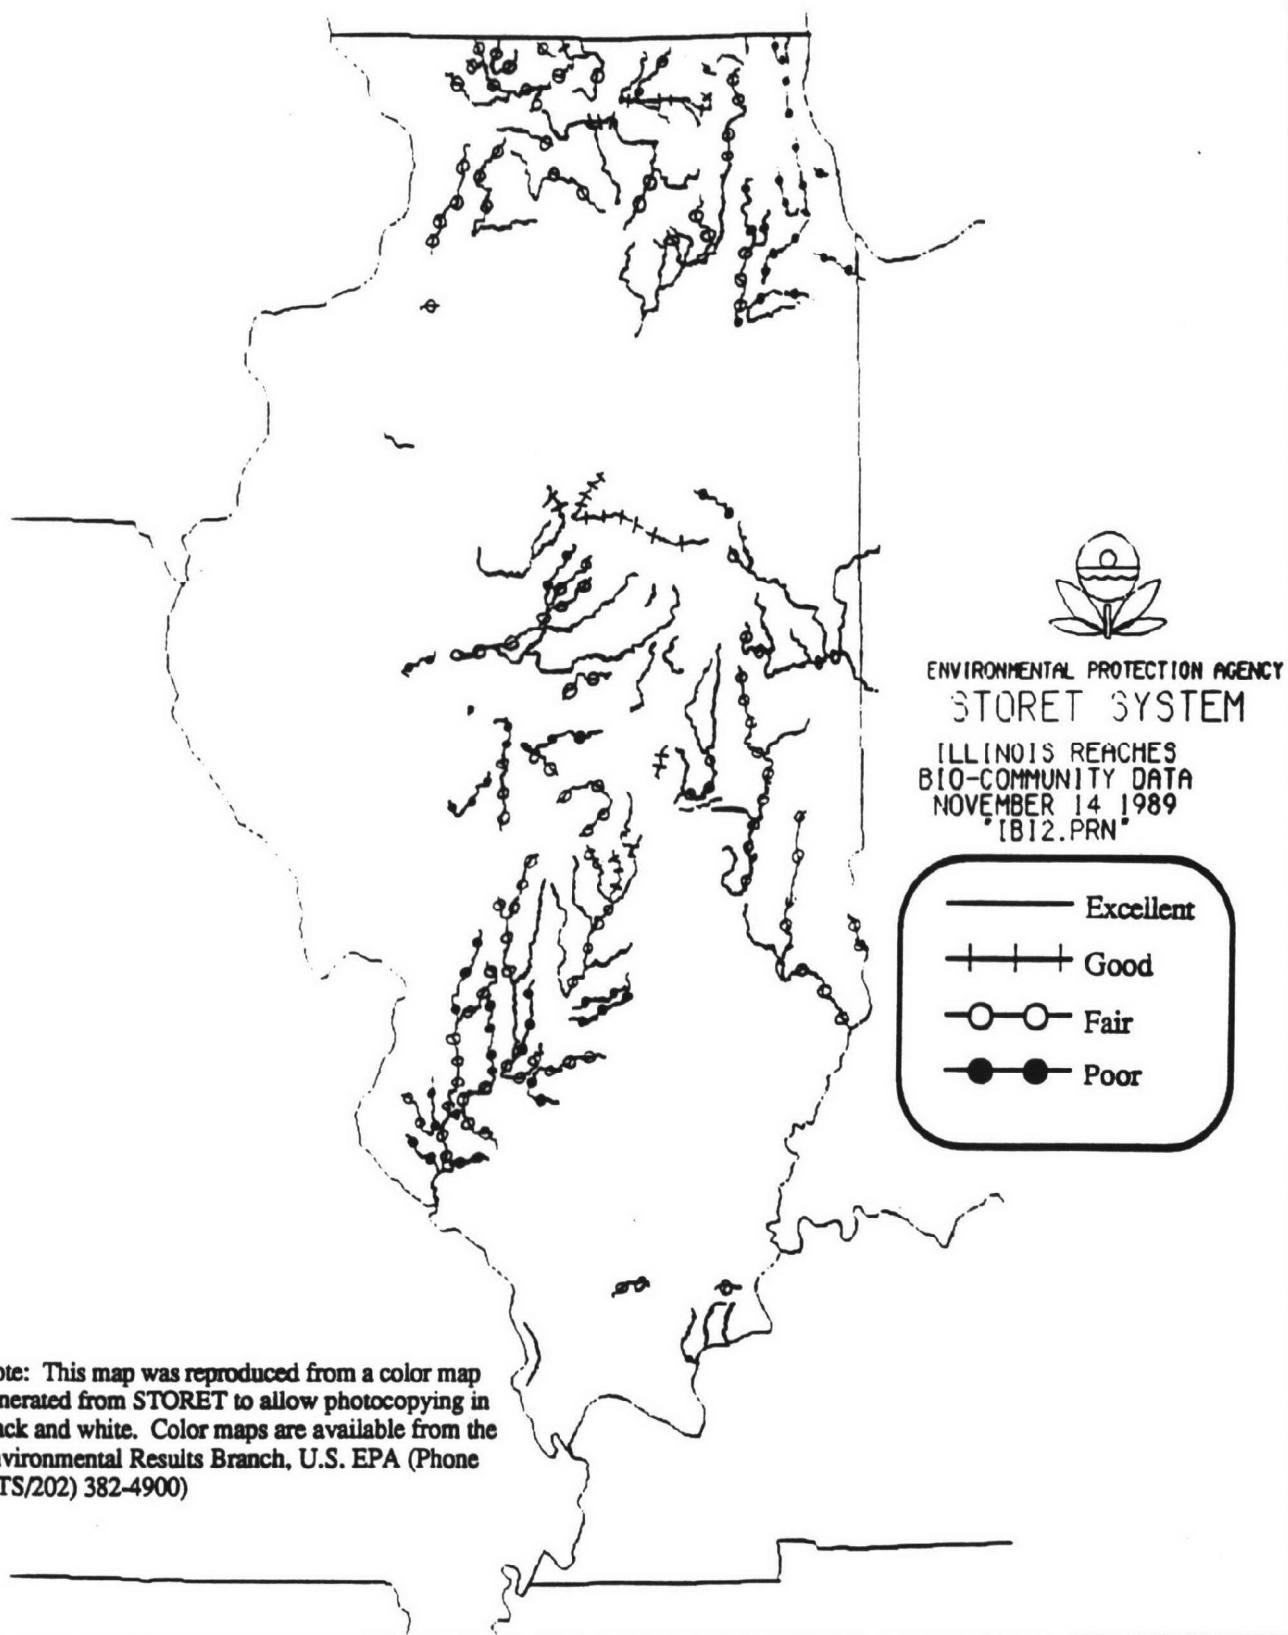 ENVIRONMENTAL PROTECTION AGENCY
STORET SYSTEM
ILLINOIS REACHES
BIO-COMMUNITY DATA
NOVEMBER 14 1989
"IBI2.PRN"
Excellent
Good
Fair
Poor
ote: This map was reproduced from a color map
nerated from STORET to allow photocopying in
ack and white. Color maps are available from the
vironmental Results Branch, U.S. EPA (Phone
TS/202) 382-4900)